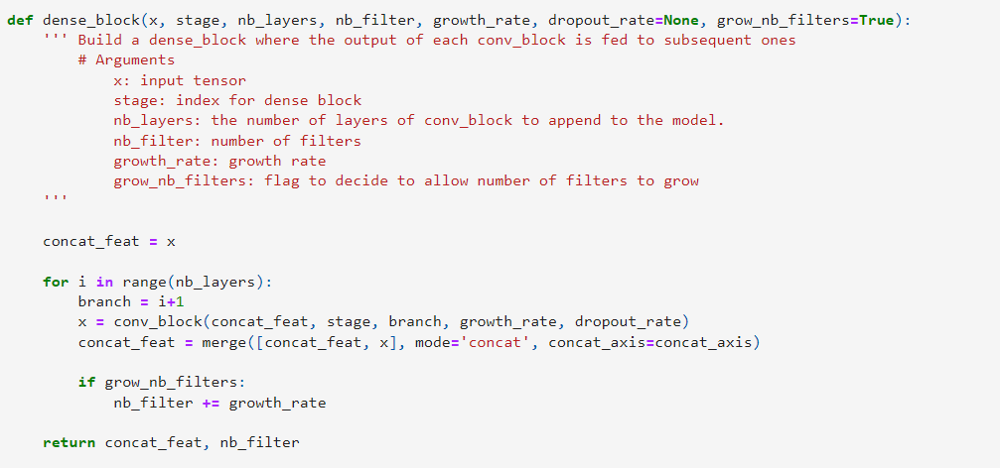 def dense_block(x, stage, nb_layers, nb_filter, growth_rate, dropout_rate=None, grow_nb_filters=True):
    ''' Build a dense_block where the output of each conv_block is fed to subsequent ones
        # Arguments
            x: input tensor
            stage: index for dense block
            nb_layers: the number of layers of conv_block to append to the model.
            nb_filter: number of filters
            growth_rate: growth rate
            grow_nb_filters: flag to decide to allow number of filters to grow
    '''
    concat_feat = x
    for i in range(nb_layers):
        branch = i+1
        x = conv_block(concat_feat, stage, branch, growth_rate, dropout_rate)
        concat_feat = merge([concat_feat, x], mode='concat', concat_axis=concat_axis)
        if grow_nb_filters:
            nb_filter += growth_rate
    return concat_feat, nb_filter